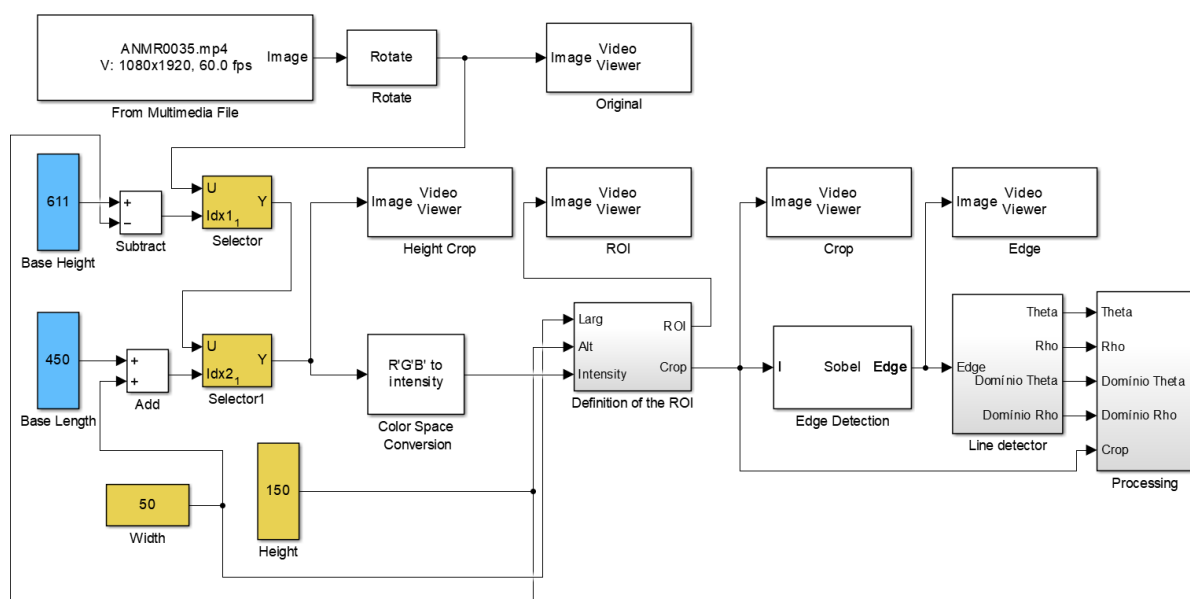 ANMR0035.mp4
V: 1080x1920, 60.0 fps
Image
From Multimedia File
Rotate
Rotate
Image
Video
Viewer
Original
611
Base Height
+
−
Subtract
U
Idx1
1
Y
Selector
Image
Video
Viewer
Height Crop
Image
Video
Viewer
ROI
Image
Video
Viewer
Crop
Image
Video
Viewer
Edge
450
Base Length
+
+
Add
U
Idx2
1
Y
Selector1
R'G'B' to
intensity
Color Space
Conversion
Larg
Alt
Intensity
ROI
Crop
Definition of the ROI
I
Sobel
Edge
Edge Detection
Edge
Theta
Rho
Domínio Theta
Domínio Rho
Line detector
Theta
Rho
Domínio Theta
Domínio Rho
Crop
Processing
50
Width
150
Height